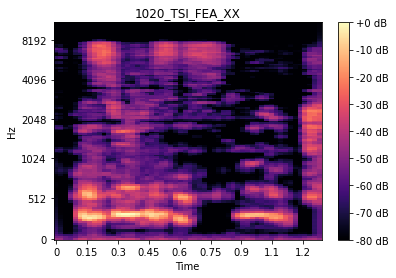 1020_TSI_FEA_XX
+0 dB
8192
-10 dB
4096
-20 dB
-30 dB
2048
Hz
-40 dB
1024
-50 dB
512
-60 dB
-70 dB
0
-80 dB
0 0.15 0.3 0.45 0.6 0.75 0.9 1.1 1.2
Time